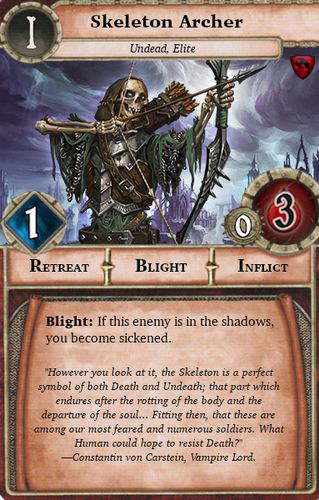 I
Skeleton Archer
Undead, Elite
1
0
3
RETREAT BLIGHT INFLICT
Blight: If this enemy is in the shadows,
you become sickened.
"However you look at it, the Skeleton is a perfect
symbol of both Death and Undeath; that part which
endures after the rotting of the body and the
departure of the soul... Fitting then, that these are
among our most feared and numerous soldiers. What
Human could hope to resist Death?"
—Constantin von Carstein, Vampire Lord.